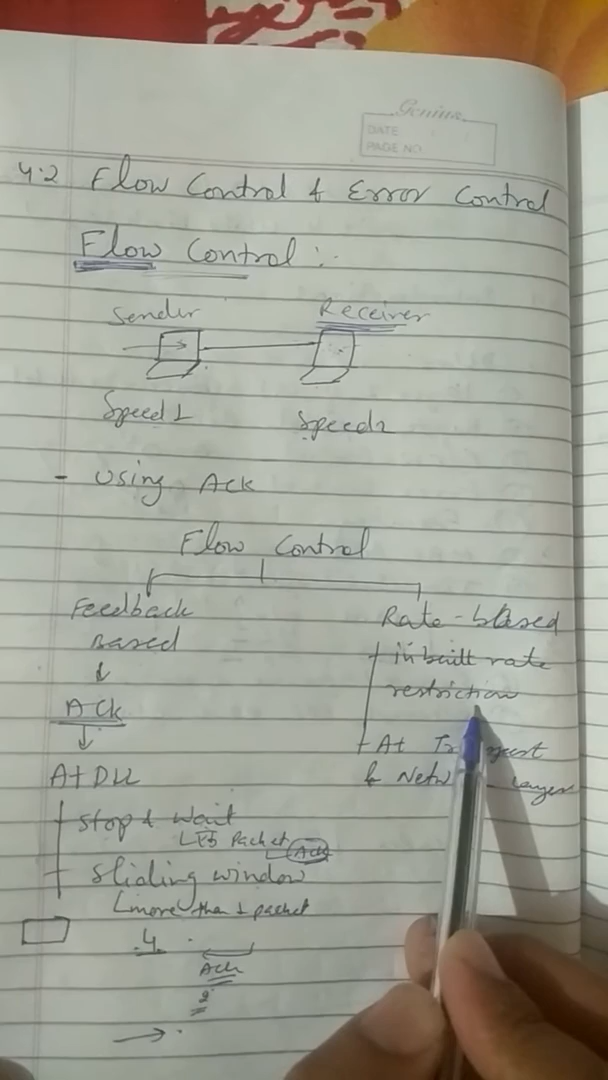 Genius
DATE
PAGE NO
4.2 Flow Control & Error Control
Flow Control :-
Sender
Receiver
Speed 1
Speed 2
- Using Ack
Flow Control
Feedback
Based
ACK
At DLL
Stop & Wait
Packet
Ack
Sliding window
more than 1 packet
4
Ack
2
Rate-based
inbuilt rate
restriction
At
&